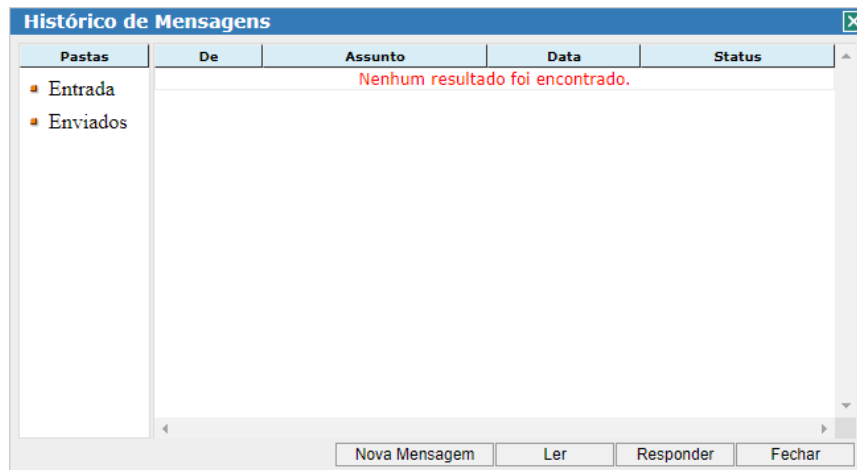 Histórico de Mensagens
Pastas De Assunto Data Status
Nenhum resultado foi encontrado.
Entrada
Enviados
Nova Mensagem Ler Responder Fechar